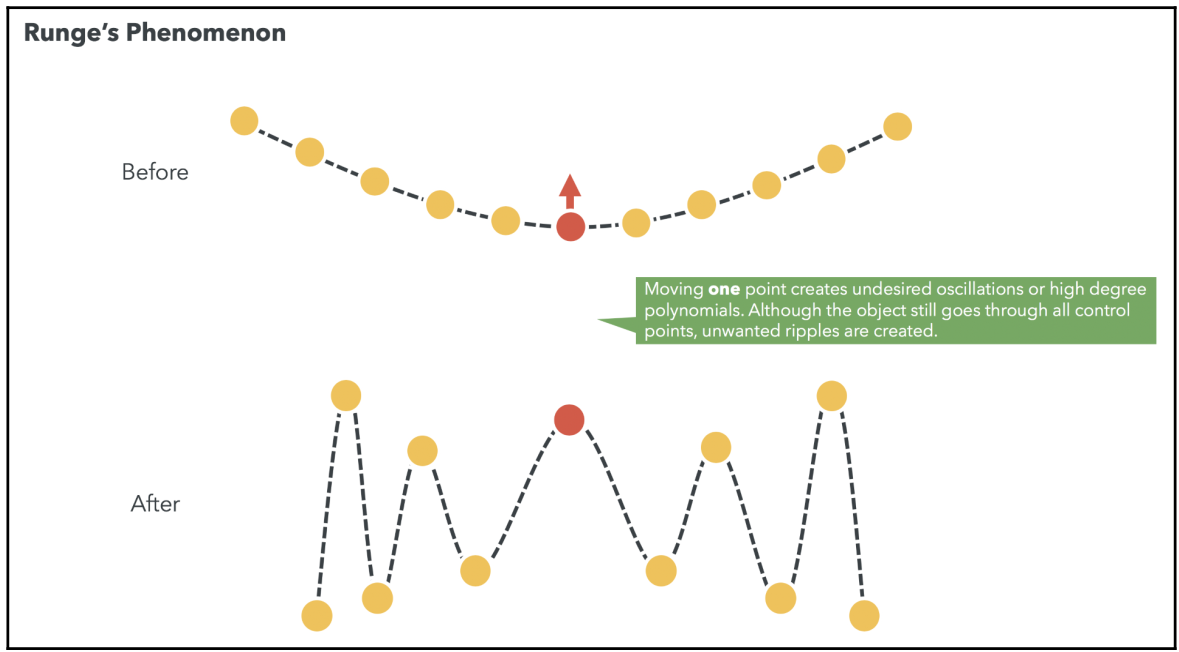 Runge's Phenomenon
Before
Moving one point creates undesired oscillations or high degree
polynomials. Although the object still goes through all control
points, unwanted ripples are created.
After